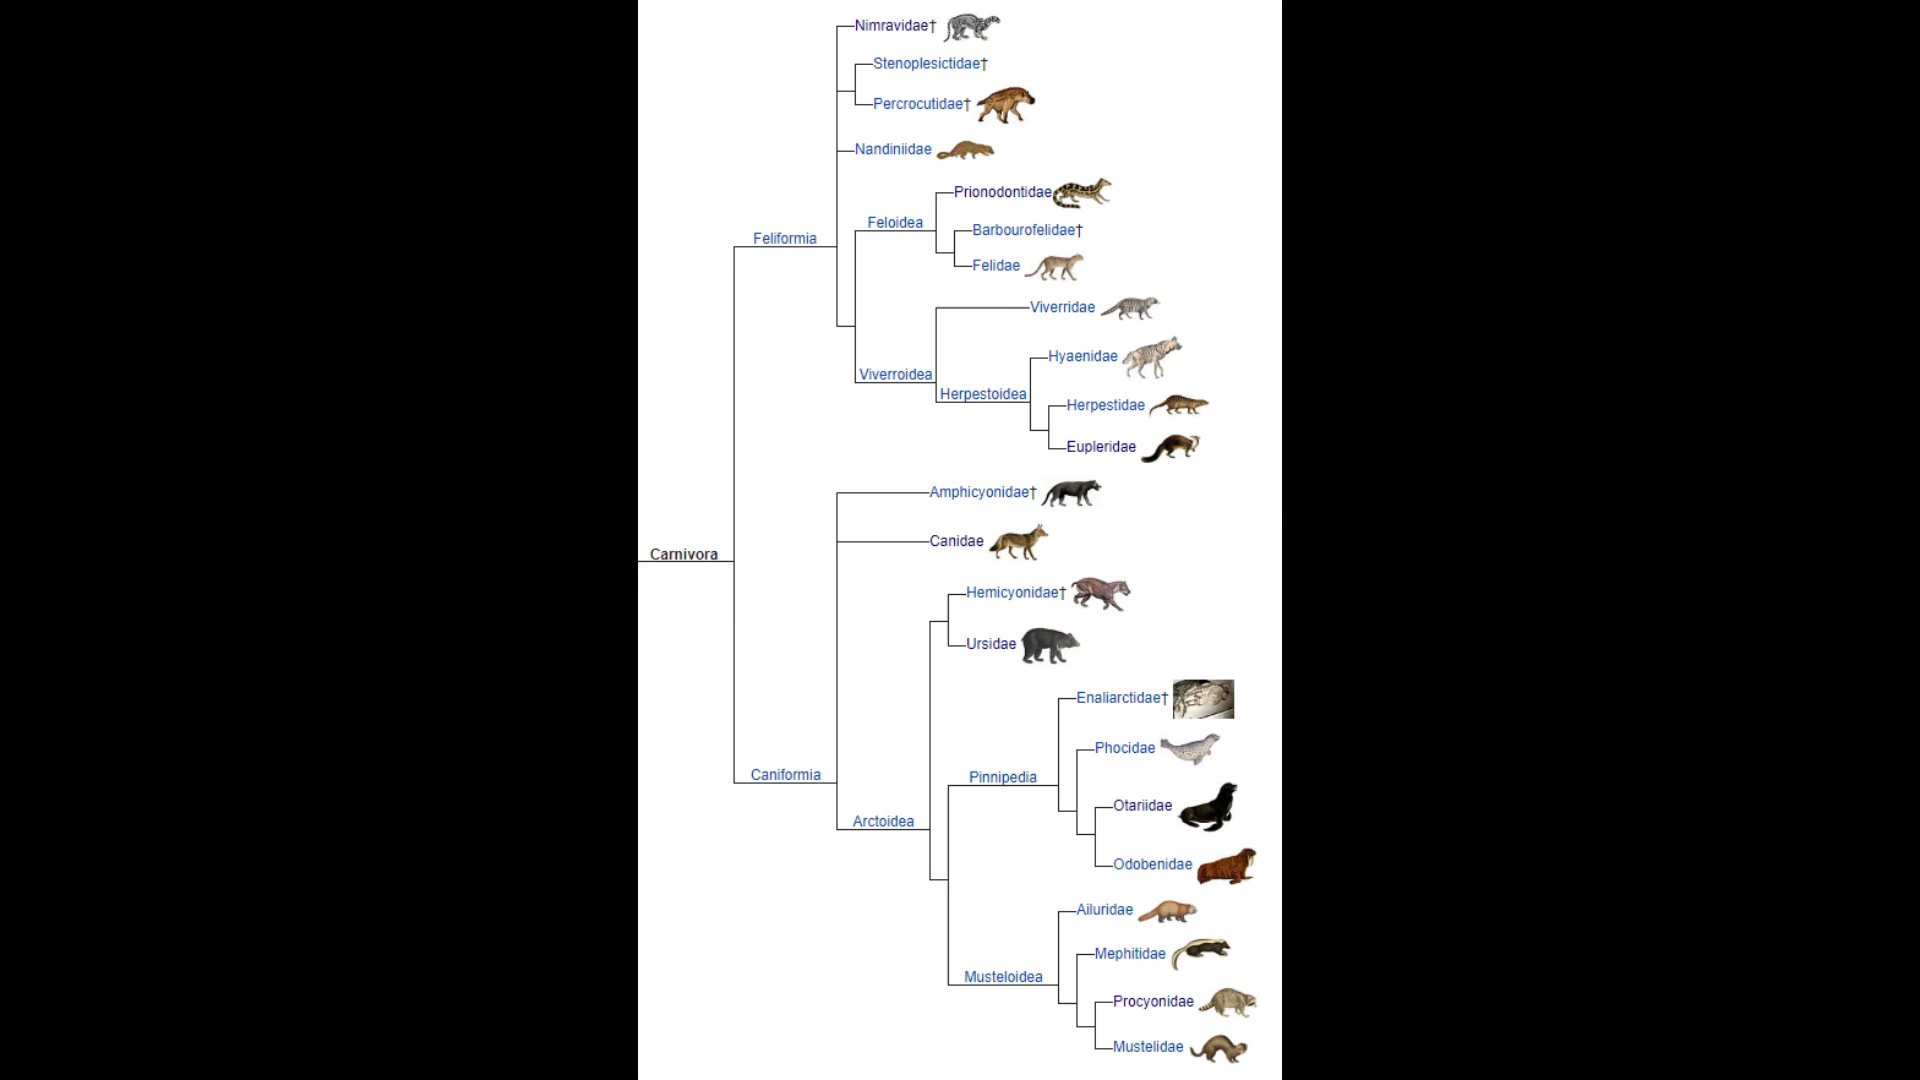 Nimravidae†
Stenoplesictidae†
Percrocutidae†
Nandiniidae
Prionodontidae
Feloidea
Barbourofelidae†
Feliformia
Felidae
Viverridae
Hyaenidae
Viverroidea
Herpestoidea
Herpestidae
Eupleridae
Amphicyonidae†
Canidae
Carnivora
Hemicyonidae†
Ursidae
Enaliarctidae†
Phocidae
Caniformia
Pinnipedia
Otariidae
Arctoidea
Odobenidae
Ailuridae
Mephitidae
Musteloidea
Procyonidae
Mustelidae